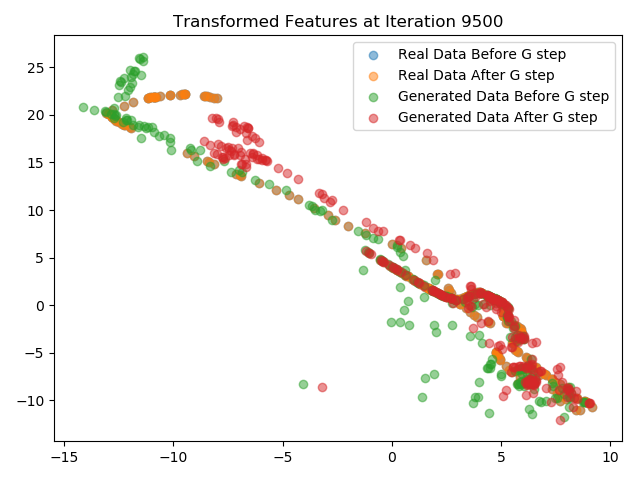 Transformed Features at Iteration 9500
Real Data Before G step
Real Data After G step
Generated Data Before G step
Generated Data After G step
25
20
15
10
5
0
−5
−10
−15 −10 −5 0 5 10